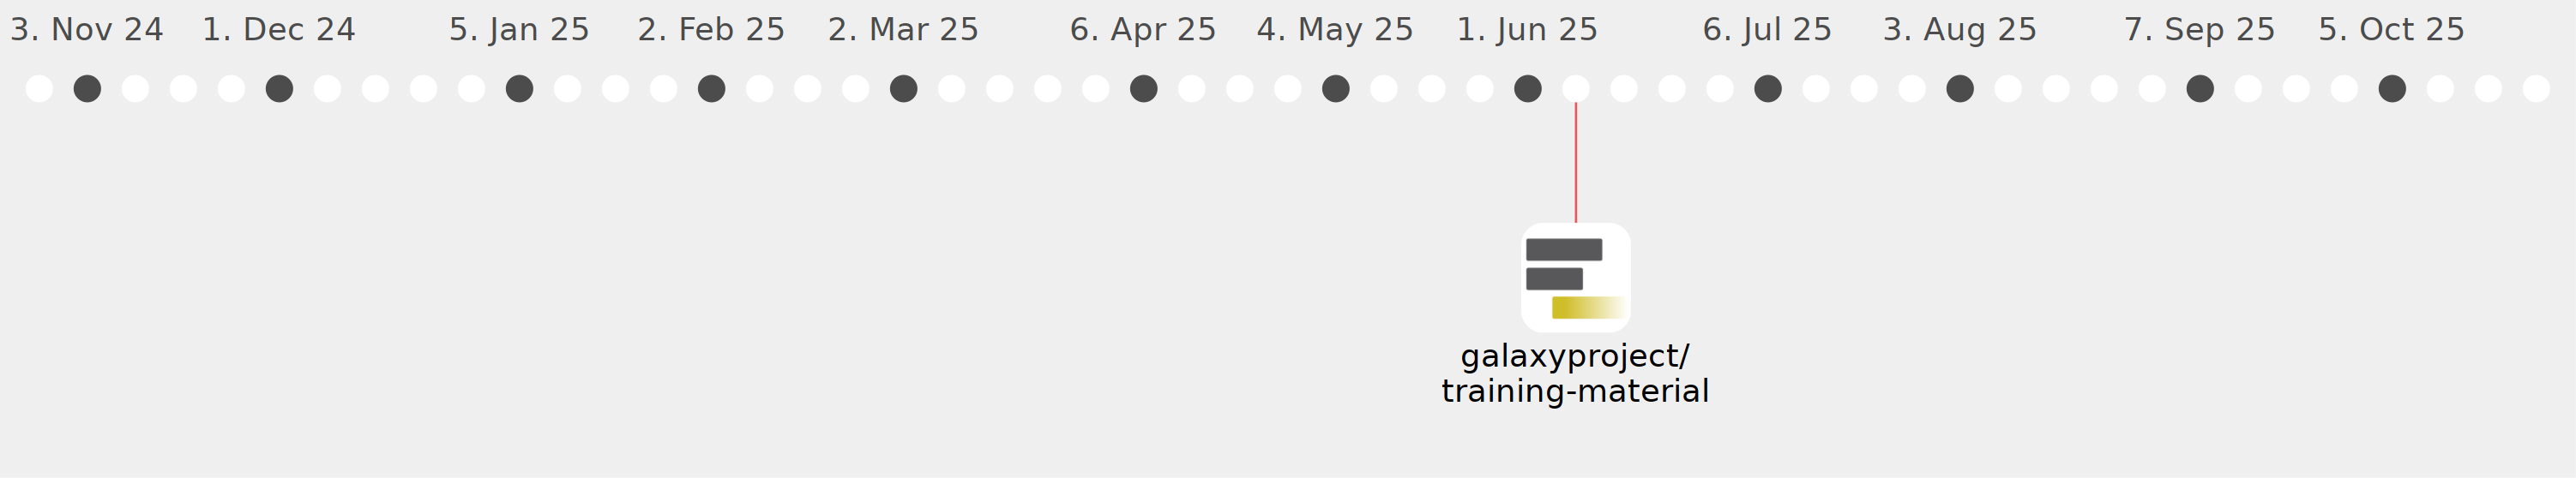 3. Nov 24 1. Dec 24 5. Jan 25 2. Feb 25 2. Mar 25 6. Apr 25 4. May 25 1. Jun 25 6. Jul 25 3. Aug 25 7. Sep 25 5. Oct 25
galaxyproject/
training-material